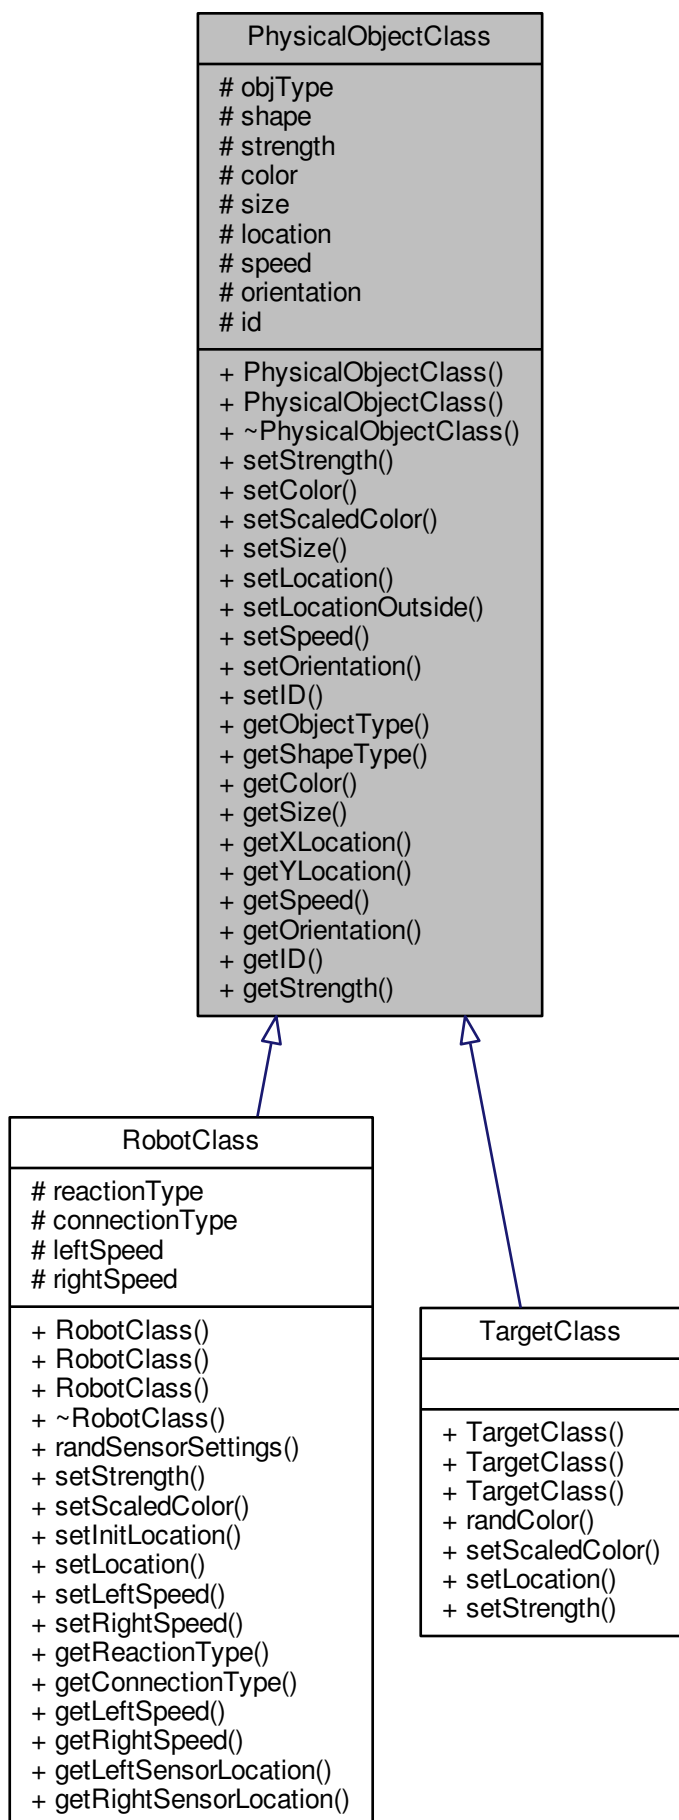 PhysicalObjectClass
# objType
# shape
# strength
# color
# size
# location
# speed
# orientation
# id
+ PhysicalObjectClass()
+ PhysicalObjectClass()
+ ~PhysicalObjectClass()
+ setStrength()
+ setColor()
+ setScaledColor()
+ setSize()
+ setLocation()
+ setLocationOutside()
+ setSpeed()
+ setOrientation()
+ setID()
+ getObjectType()
+ getShapeType()
+ getColor()
+ getSize()
+ getXLocation()
+ getYLocation()
+ getSpeed()
+ getOrientation()
+ getID()
+ getStrength()
RobotClass
# reactionType
# connectionType
# leftSpeed
# rightSpeed
+ RobotClass()
+ RobotClass()
+ RobotClass()
+ ~RobotClass()
+ randSensorSettings()
+ setStrength()
+ setScaledColor()
+ setInitLocation()
+ setLocation()
+ setLeftSpeed()
+ setRightSpeed()
+ getReactionType()
+ getConnectionType()
+ getLeftSpeed()
+ getRightSpeed()
+ getLeftSensorLocation()
+ getRightSensorLocation()
TargetClass
+ TargetClass()
+ TargetClass()
+ TargetClass()
+ randColor()
+ setScaledColor()
+ setLocation()
+ setStrength()